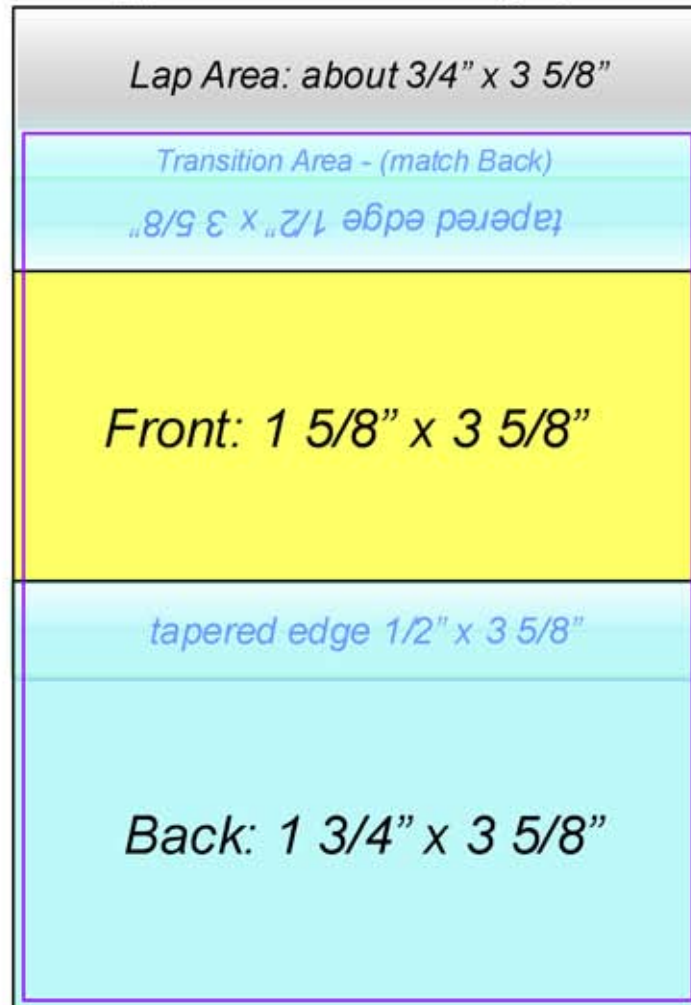 Lap Area: about 3/4” x 3 5/8”
Transition Area - (match Back)
tapered edge 1/2” x 3 5/8”
Front: 1 5/8” x 3 5/8”
tapered edge 1/2” x 3 5/8”
Back: 1 3/4” x 3 5/8”